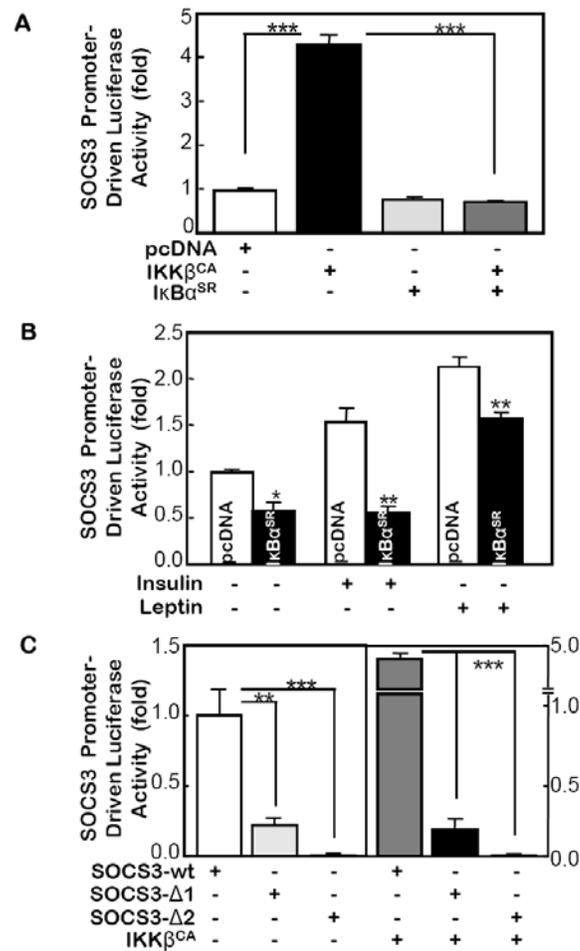 A
SOCS3 Promoter-
Driven Luciferase
Activity (fold)
5
4
3
2
1
0
*** ***
pcDNA + - - -
IKKβCA - + - +
IκBαSR - - + +
B
SOCS3 Promoter-
Driven Luciferase
Activity (fold)
2.5
2.0
1.5
1.0
0.5
0.0
* ** **
pcDNA IκBαSR pcDNA IκBαSR pcDNA IκBαSR
Insulin - - + + - -
Leptin - - - - + +
C
SOCS3 Promoter-
Driven Luciferase
Activity (fold)
1.5
1.0
0.5
0.0
*** ** ***
5.0
1.0
0.5
0.0
SOCS3-wt + - - + - -
SOCS3-Δ1 - + - - + -
SOCS3-Δ2 - - + - - +
IKKβCA - - - + + +